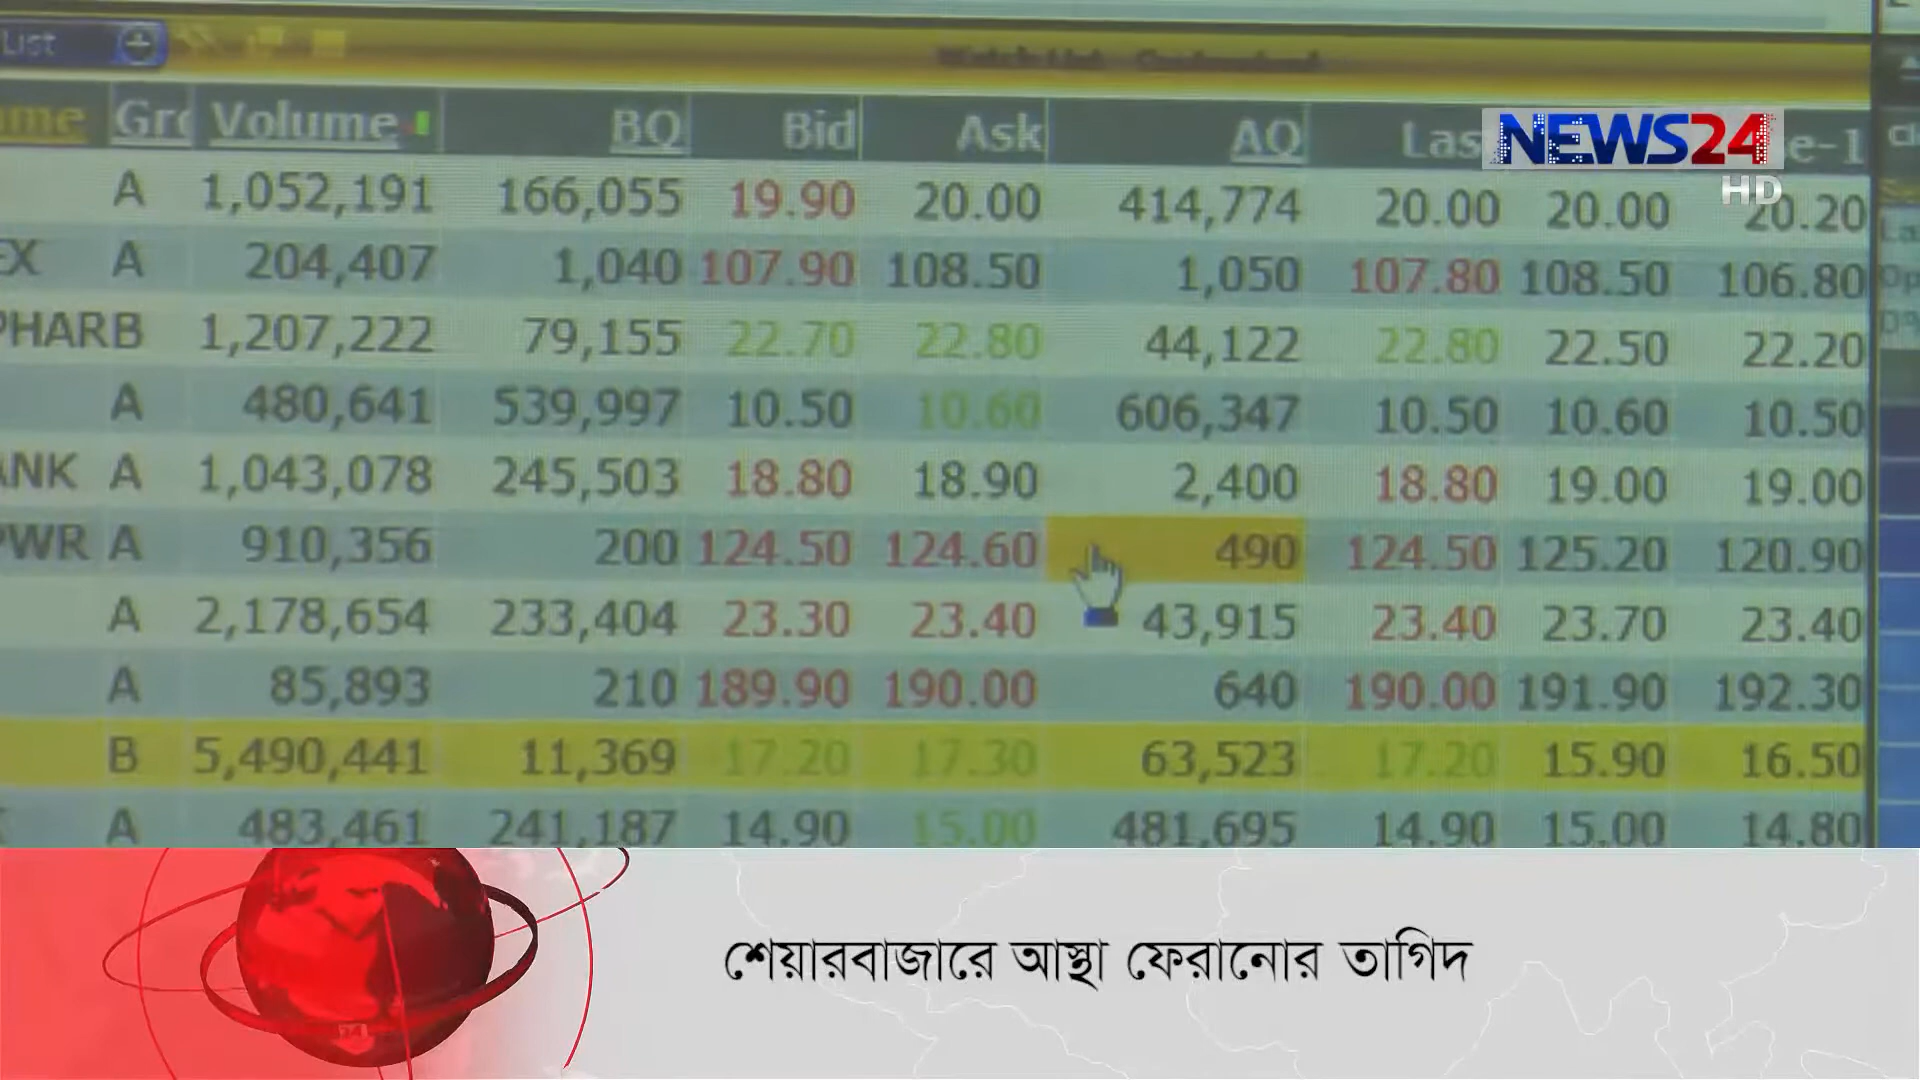 List
NEWS24
HD
Gro Volume BQ Bid Ask AQ Las e-1
A 1,052,191 166,055 19.90 20.00 414,774 20.00 20.00 20.20
EX A 204,407 1,040 107.90 108.50 1,050 107.80 108.50 106.80
PHAR B 1,207,222 79,155 22.70 22.80 44,122 22.80 22.50 22.20
A 480,641 539,997 10.50 10.60 606,347 10.50 10.60 10.50
ANK A 1,043,078 245,503 18.80 18.90 2,400 18.80 19.00 19.00
PWR A 910,356 200 124.50 124.60 490 124.50 125.20 120.90
A 2,178,654 233,404 23.30 23.40 43,915 23.40 23.70 23.40
A 85,893 210 189.90 190.00 640 190.00 191.90 192.30
B 5,490,441 11,369 17.20 17.30 63,523 17.20 15.90 16.50
A 483,461 241,187 14.90 15.00 481,695 14.90 15.00 14.80
শেয়ারবাজারে আস্থা ফেরানোর তাগিদ